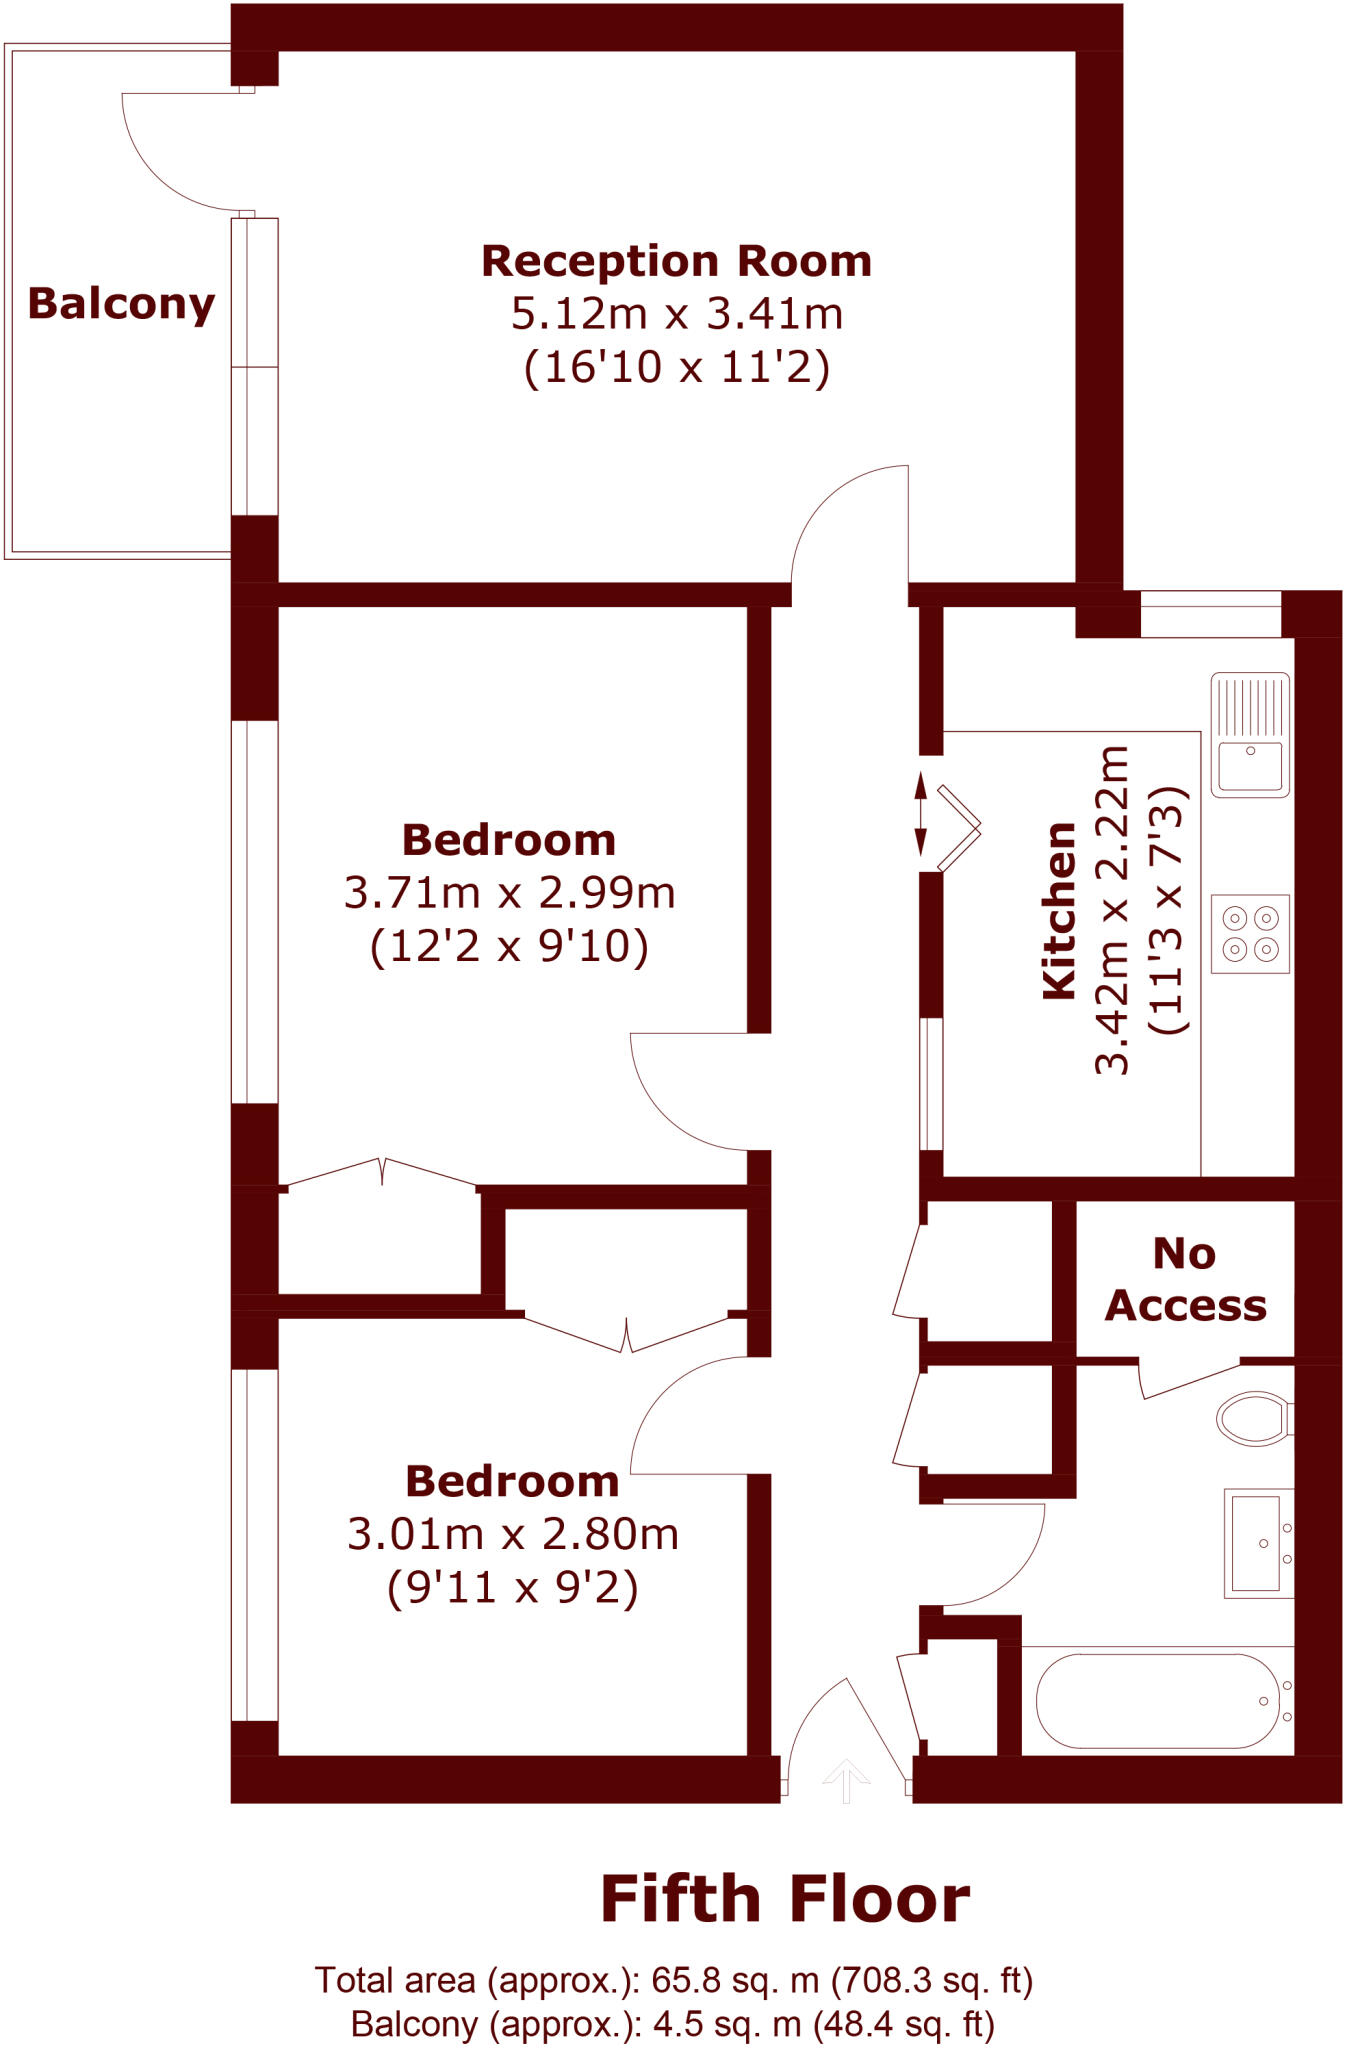 Reception Room
5.12m x 3.41m
(16'10 x 11'2)
Balcony
Bedroom
3.71m x 2.99m
(12'2 x 9'10)
Kitchen
3.42m x 2.22m
(11'3 x 7'3)
No
Access
Bedroom
3.01m x 2.80m
(9'11 x 9'2)
Fifth Floor
Total area (approx.): 65.8 sq. m (708.3 sq. ft)
Balcony (approx.): 4.5 sq. m (48.4 sq. ft)